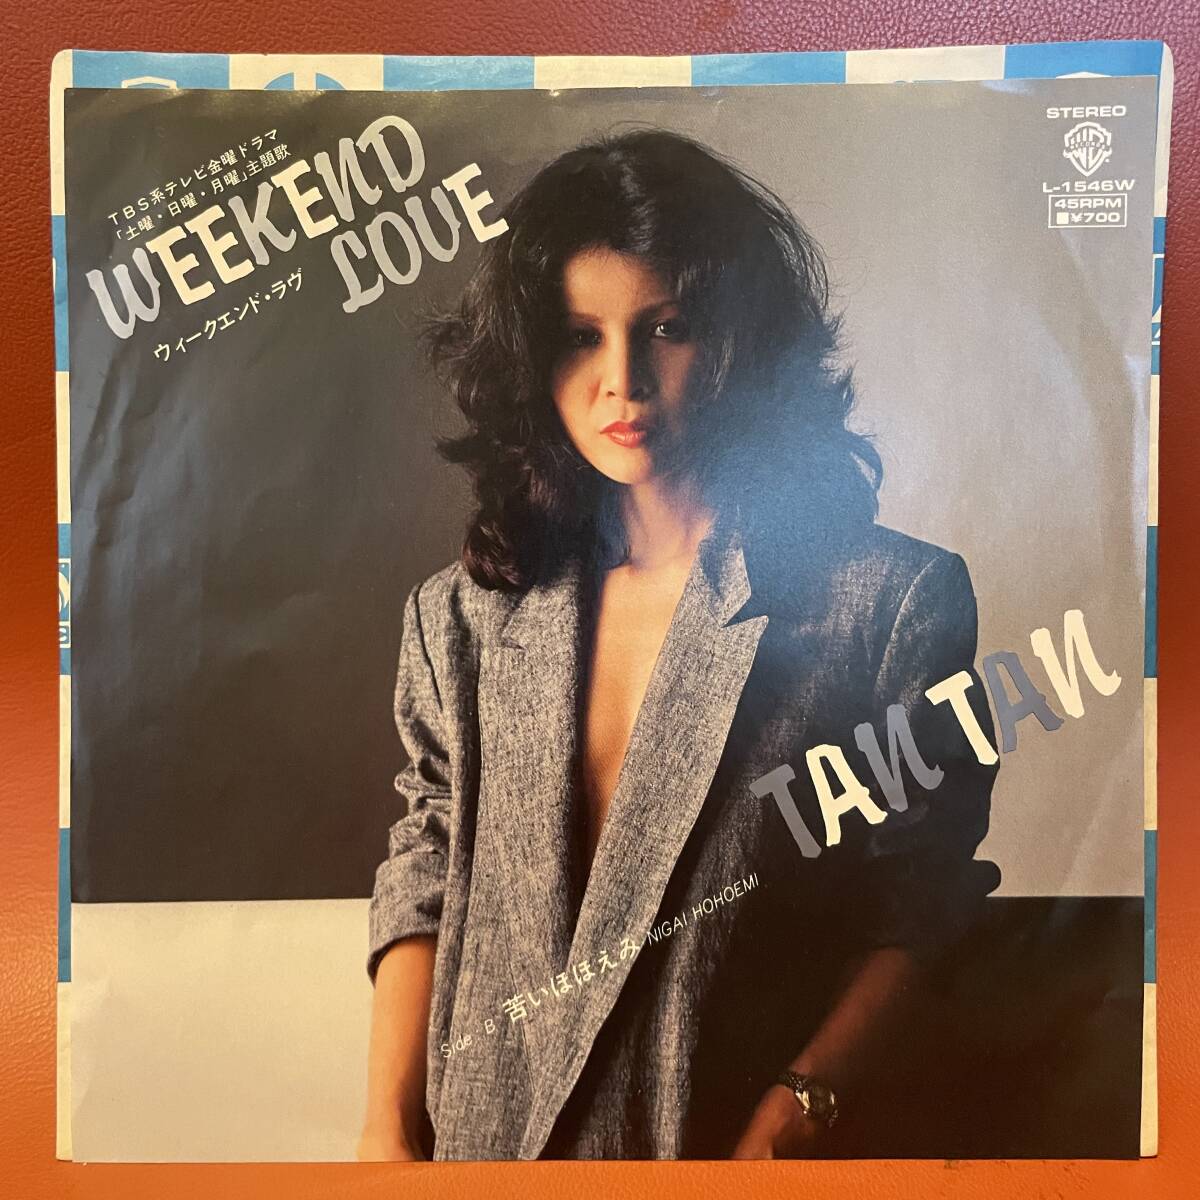 TBS系テレビ金曜ドラマ
「土曜・日曜・月曜」主題歌
WEEKEND
LOVE
ウィークエンド・ラヴ
STEREO
L-1546W
45RPM
■¥700
TAN TAN
Side : B 苦いほほえみ NIGAI HOHOEMI